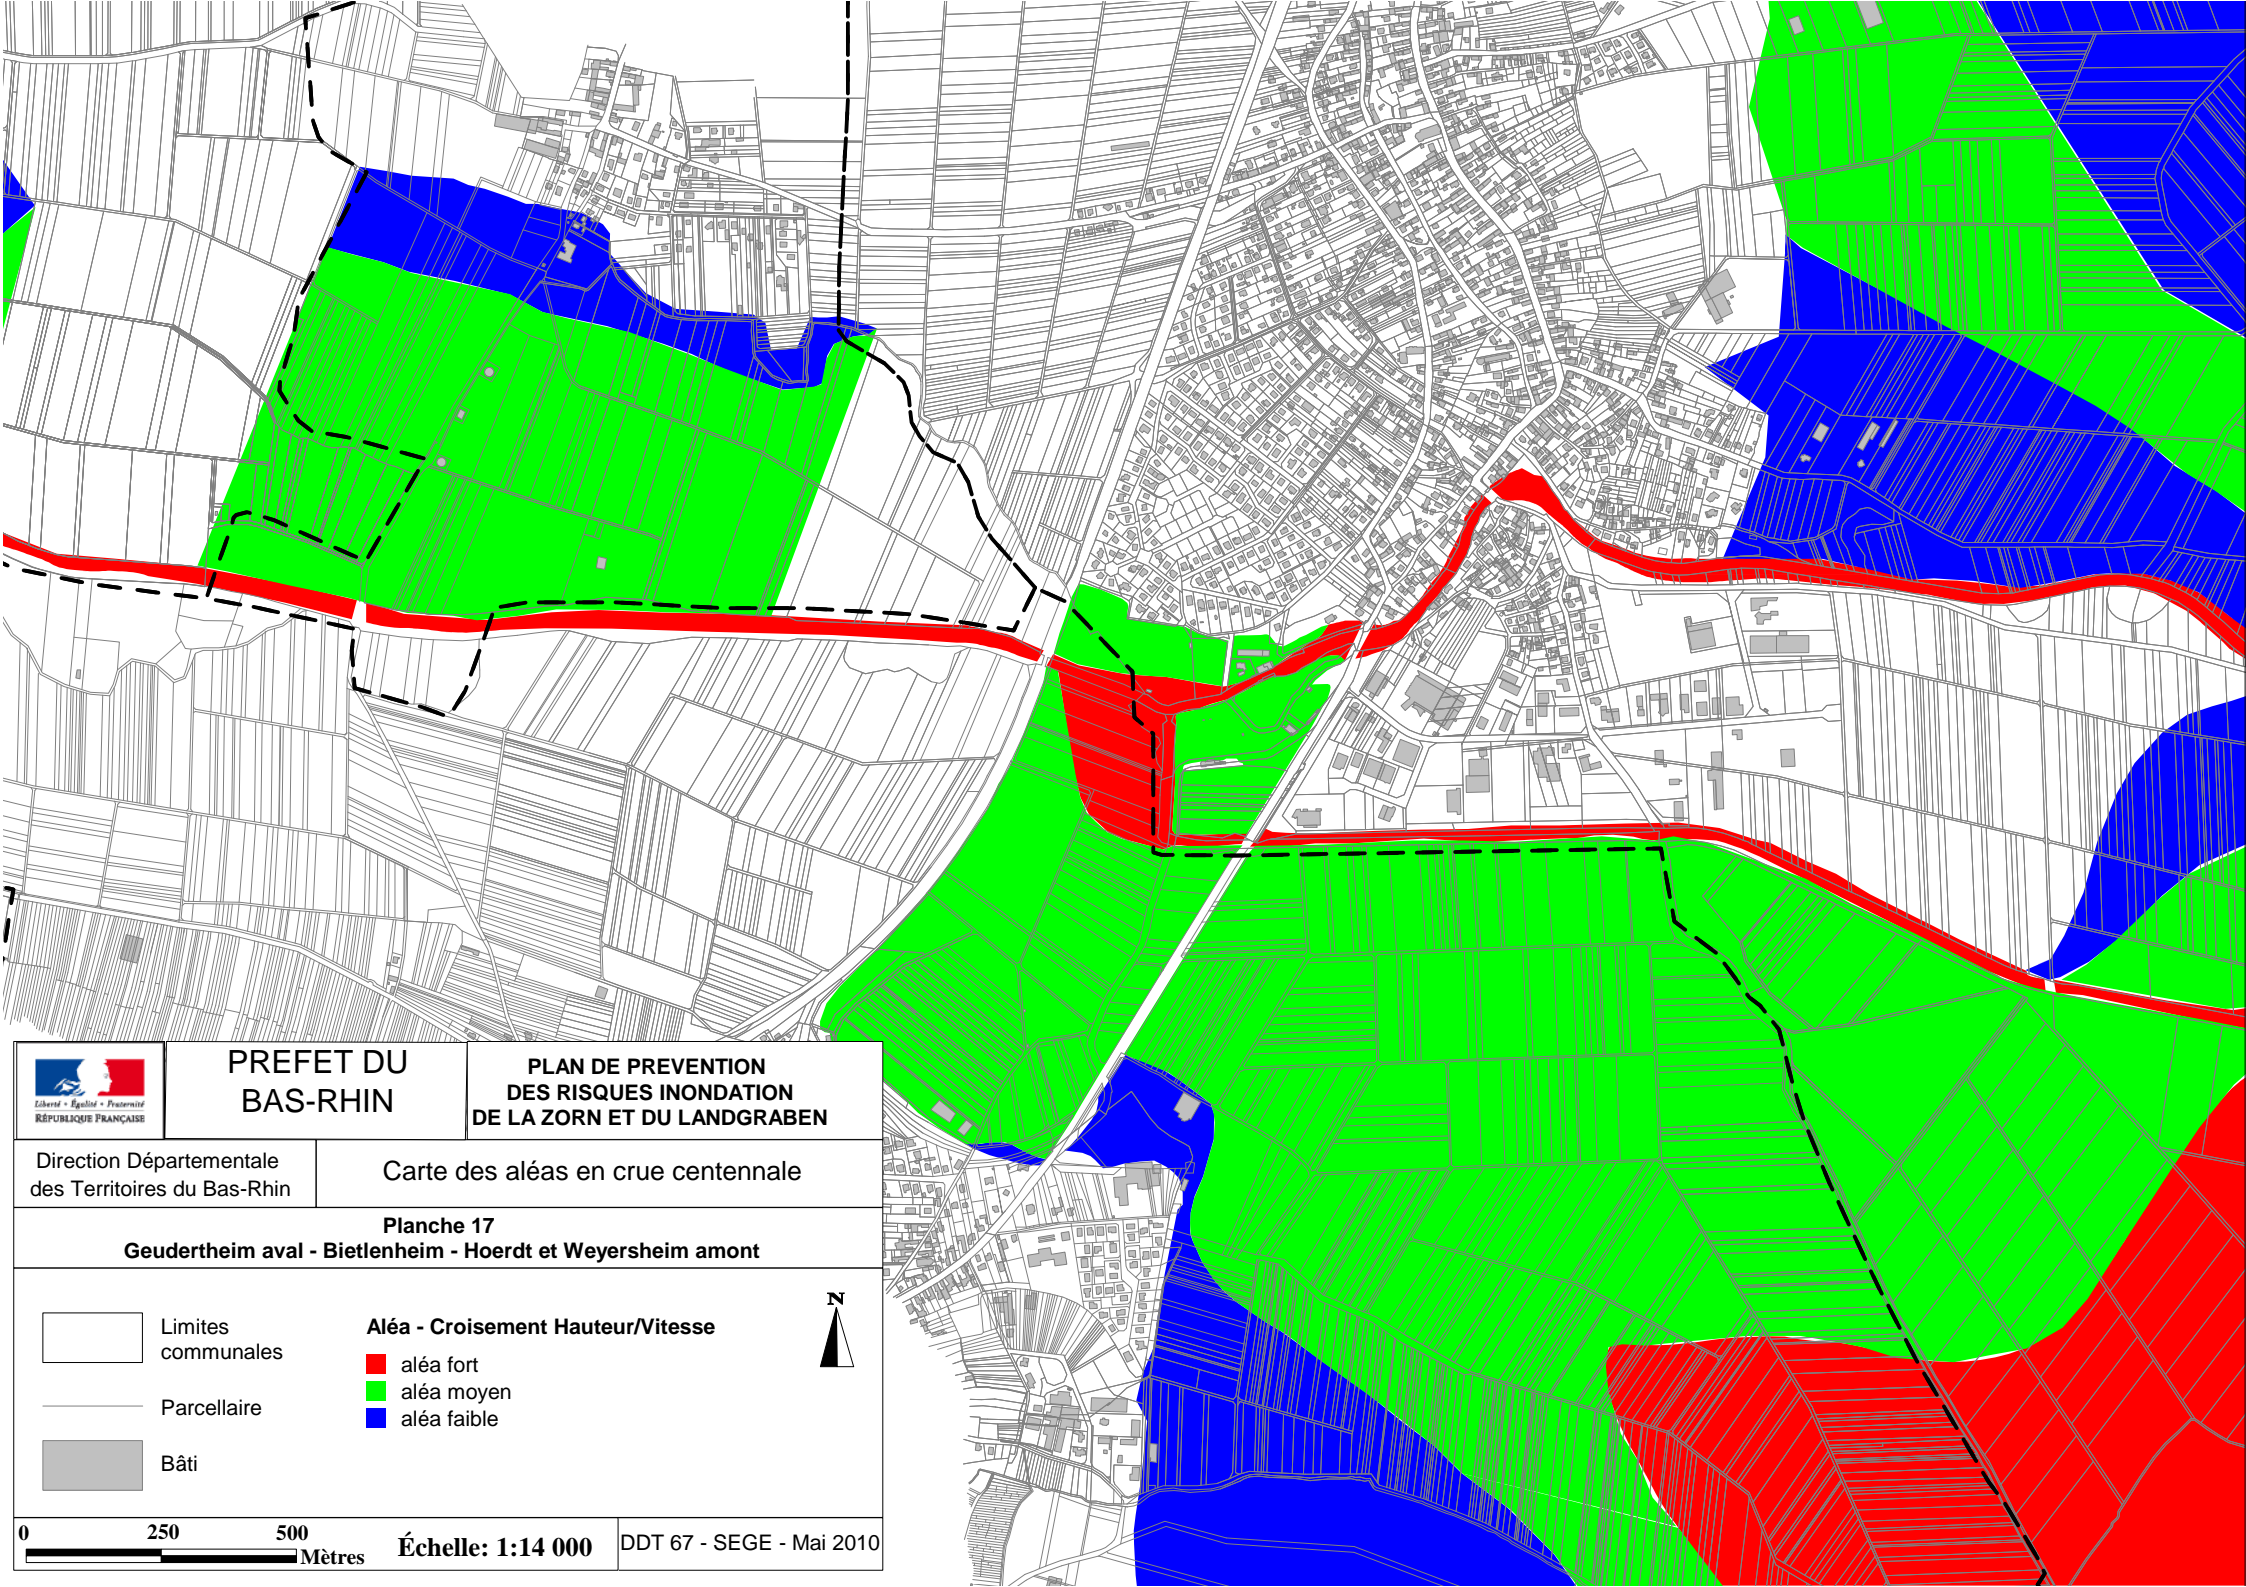 Liberté • Égalité • Fraternité
RÉPUBLIQUE FRANÇAISE
PREFET DU
BAS-RHIN
PLAN DE PREVENTION
DES RISQUES INONDATION
DE LA ZORN ET DU LANDGRABEN
Direction Départementale
des Territoires du Bas-Rhin
Carte des aléas en crue centennale
Planche 17
Geudertheim aval - Bietlenheim - Hoerdt et Weyersheim amont
Limites
communales
Parcellaire
Bâti
Aléa - Croisement Hauteur/Vitesse
aléa fort
aléa moyen
aléa faible
N
0 250 500
Mètres
Échelle: 1:14 000
DDT 67 - SEGE - Mai 2010